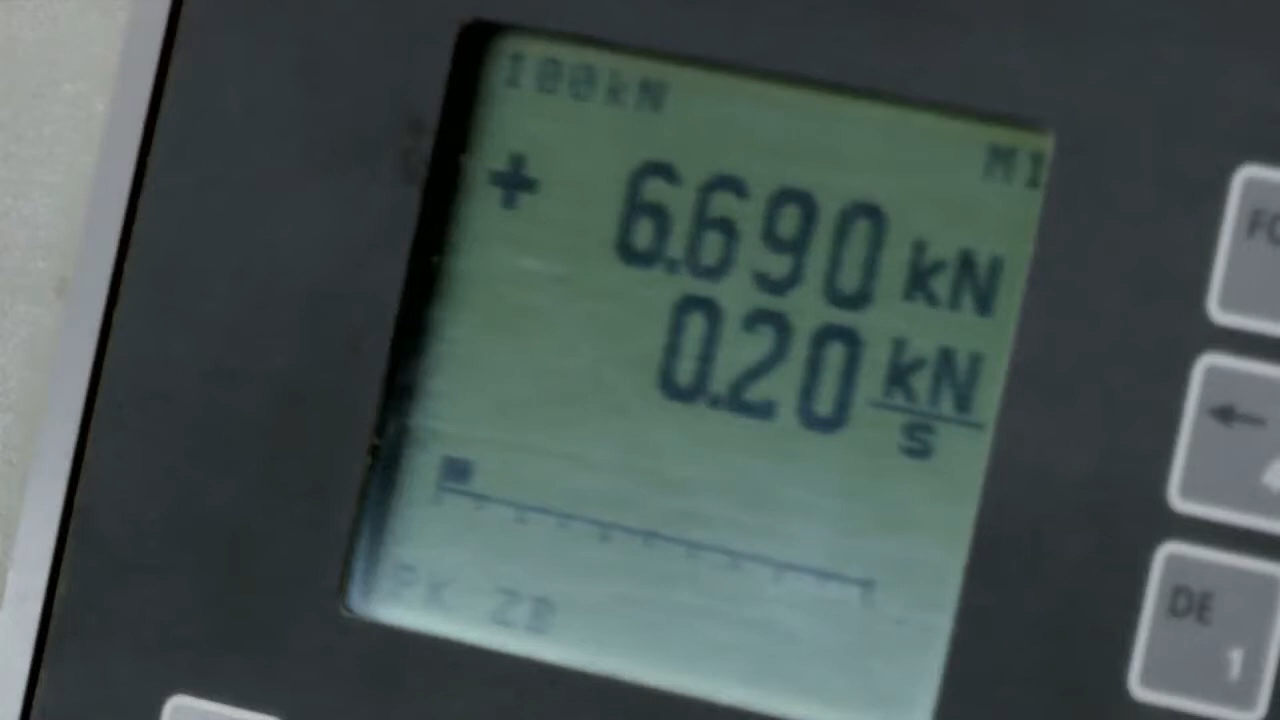 100kN
M1
+ 6.690 kN
0.20 kN/s
PK ZB
←
DE
1